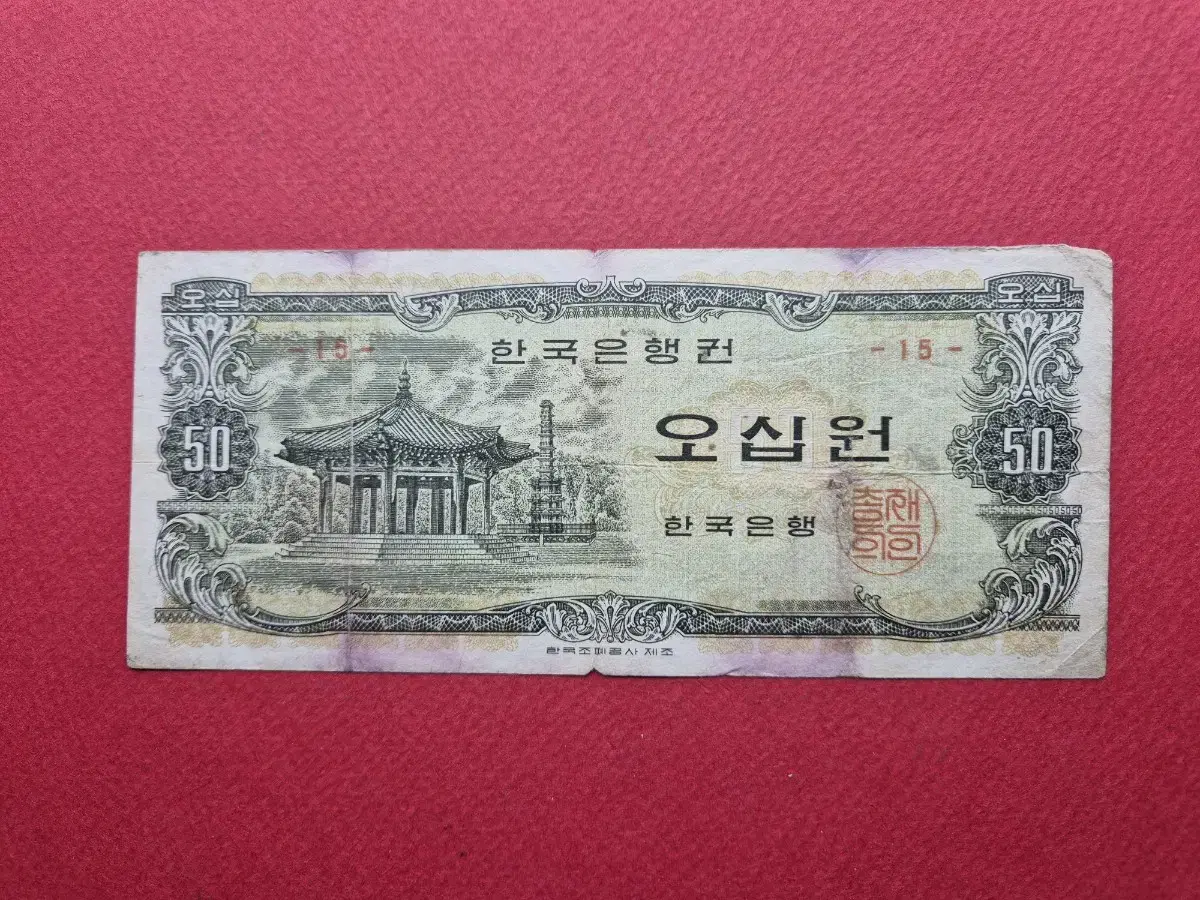 오십 오십
- 15 - 한국은행권 - 15 -
50 오십원 50
한국은행
총재의인
한국조폐공사 제조